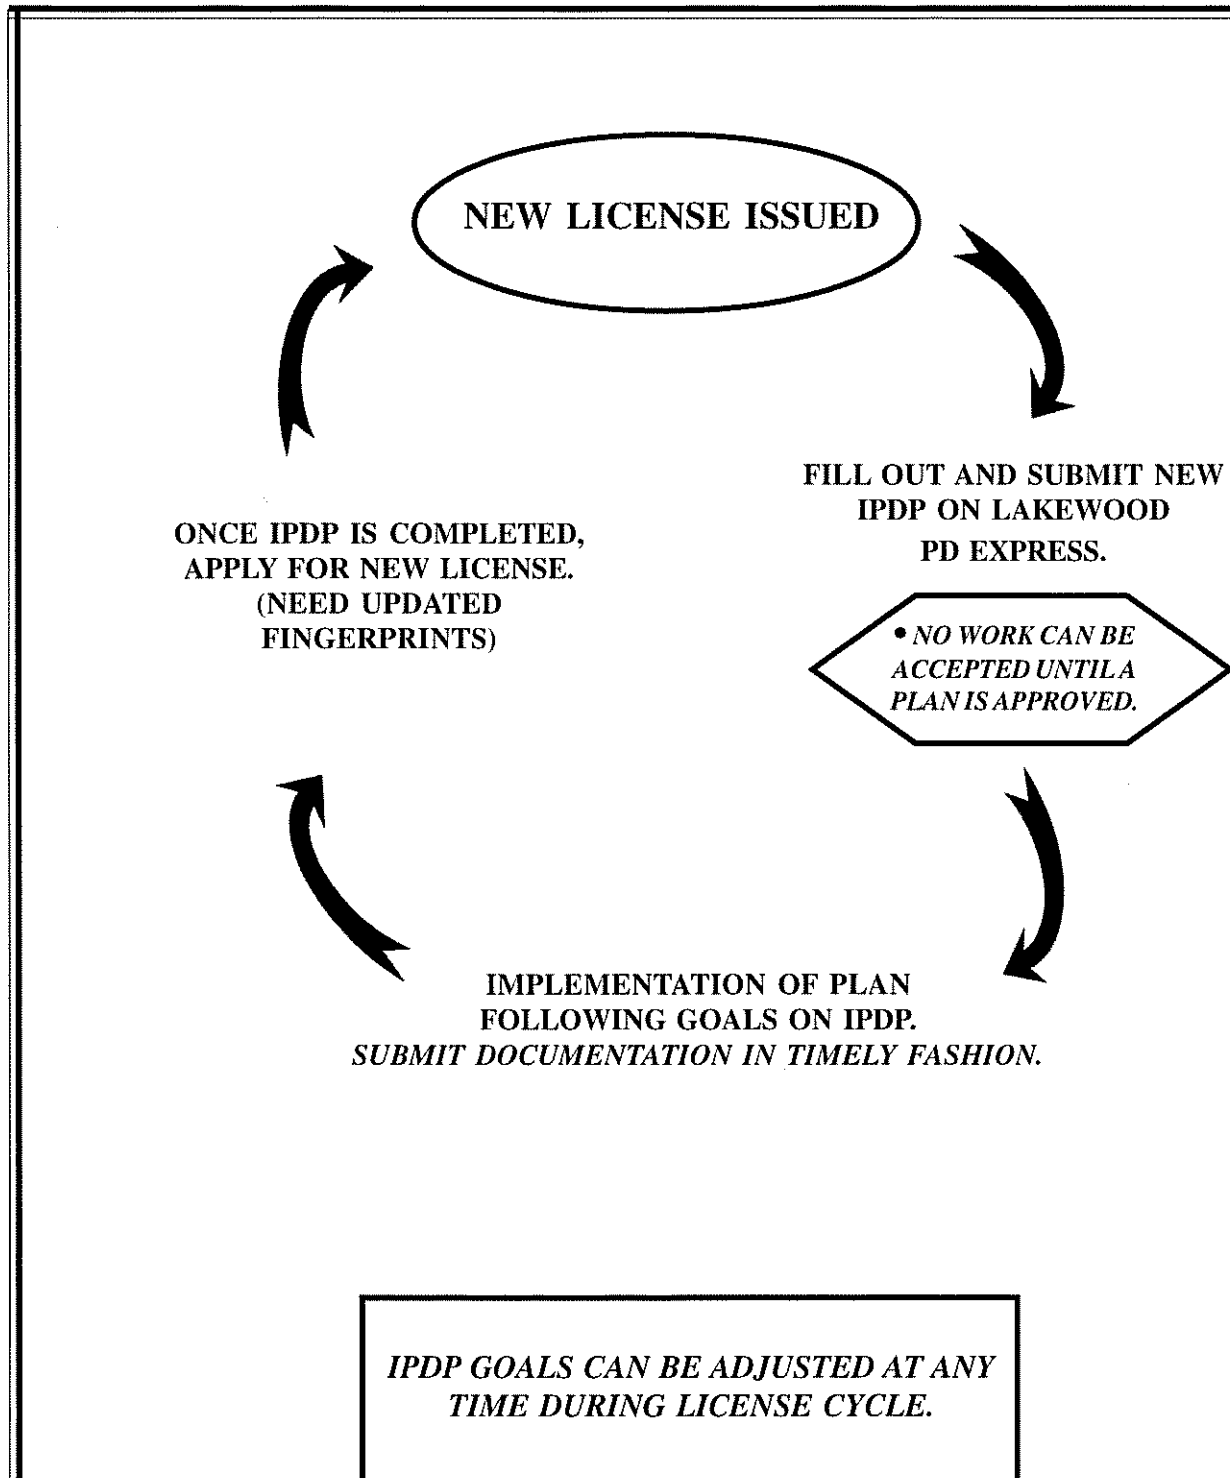 NEW LICENSE ISSUED
FILL OUT AND SUBMIT NEW
IPDP ON LAKEWOOD
PD EXPRESS.
• NO WORK CAN BE
ACCEPTED UNTIL A
PLAN IS APPROVED.
IMPLEMENTATION OF PLAN
FOLLOWING GOALS ON IPDP.
SUBMIT DOCUMENTATION IN TIMELY FASHION.
ONCE IPDP IS COMPLETED,
APPLY FOR NEW LICENSE.
(NEED UPDATED
FINGERPRINTS)
IPDP GOALS CAN BE ADJUSTED AT ANY
TIME DURING LICENSE CYCLE.